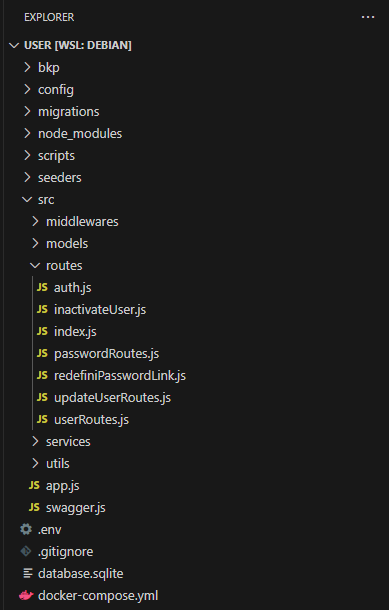 EXPLORER ...
USER [WSL: DEBIAN]
bkp
config
migrations
node_modules
scripts
seeders
src
middlewares
models
routes
JS auth.js
JS inactivateUser.js
JS index.js
JS passwordRoutes.js
JS redefiniPasswordLink.js
JS updateUserRoutes.js
JS userRoutes.js
services
utils
JS app.js
JS swagger.js
.env
.gitignore
database.sqlite
docker-compose.yml